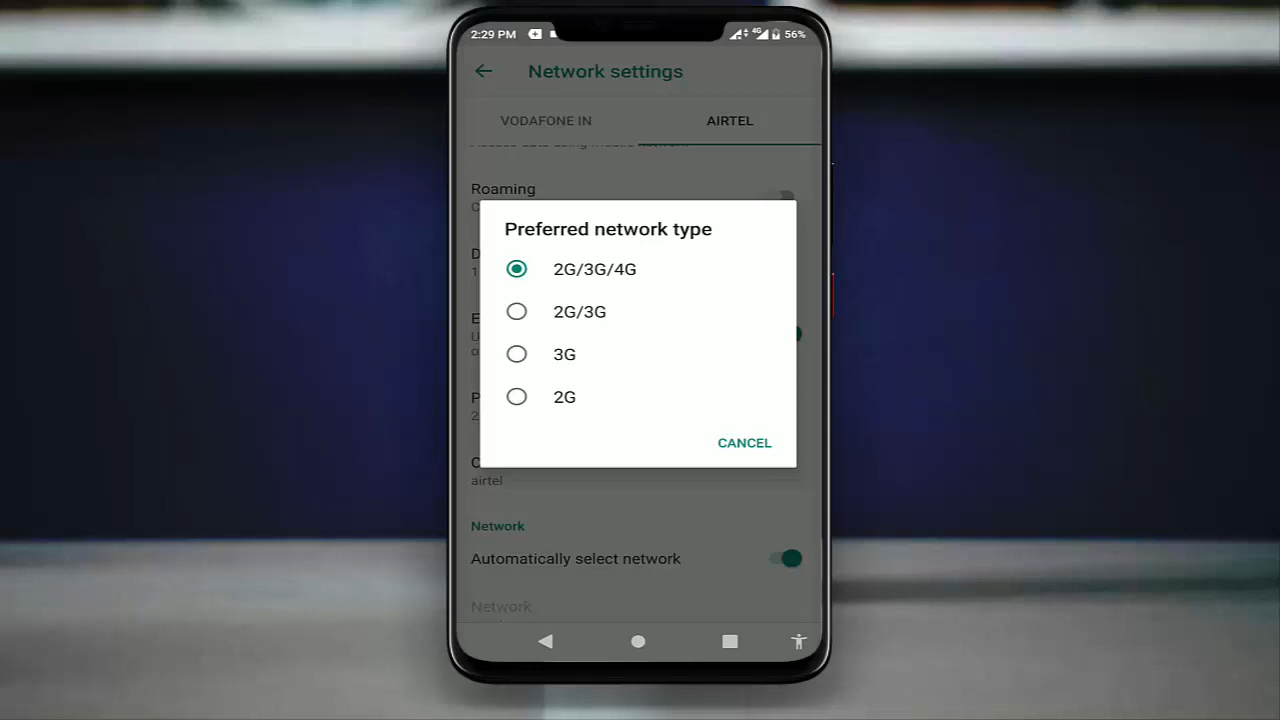 2:29 PM 4G 56%
Network settings
VODAFONE IN AIRTEL
Roaming
Preferred network type
2G/3G/4G
2G/3G
3G
2G
CANCEL
airtel
Network
Automatically select network
Network